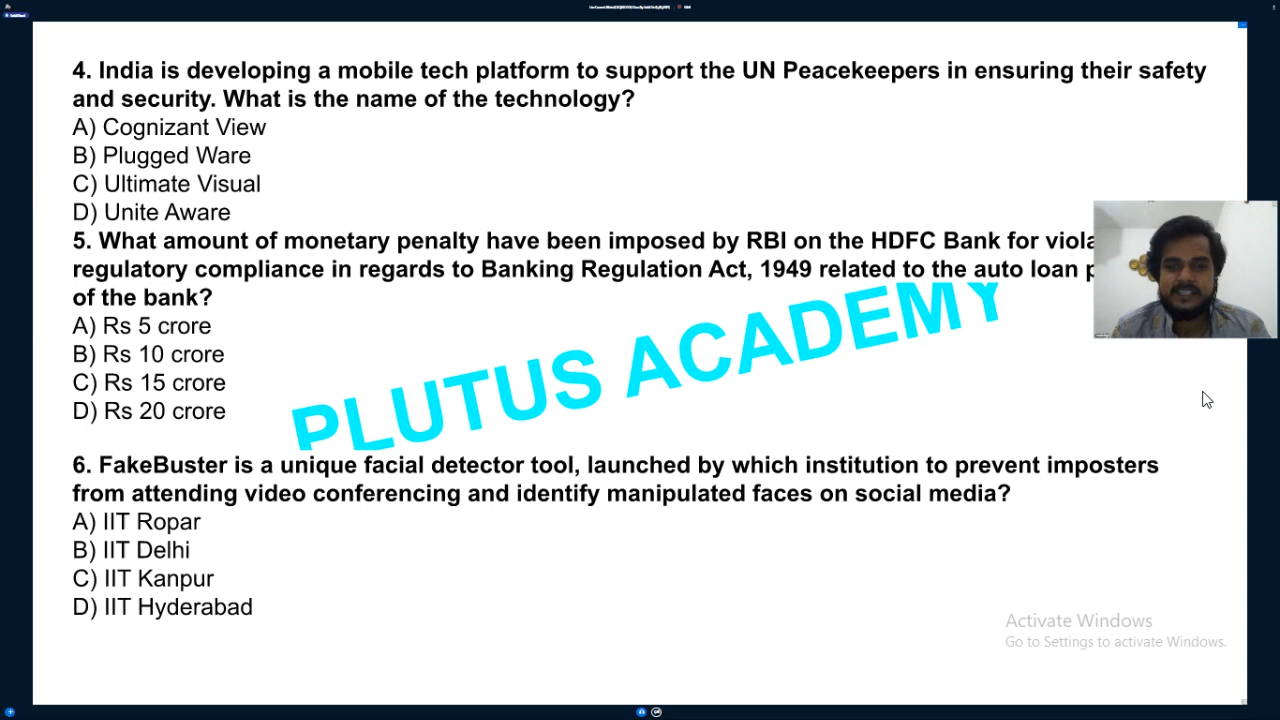 4. India is developing a mobile tech platform to support the UN Peacekeepers in ensuring their safety
and security. What is the name of the technology?
A) Cognizant View
B) Plugged Ware
C) Ultimate Visual
D) Unite Aware
5. What amount of monetary penalty have been imposed by RBI on the HDFC Bank for viola
regulatory compliance in regards to Banking Regulation Act, 1949 related to the auto loan p
of the bank?
A) Rs 5 crore
B) Rs 10 crore
C) Rs 15 crore
D) Rs 20 crore
PLUTUS ACADEMY
6. FakeBuster is a unique facial detector tool, launched by which institution to prevent imposters
from attending video conferencing and identify manipulated faces on social media?
A) IIT Ropar
B) IIT Delhi
C) IIT Kanpur
D) IIT Hyderabad
Activate Windows
Go to Settings to activate Windows.